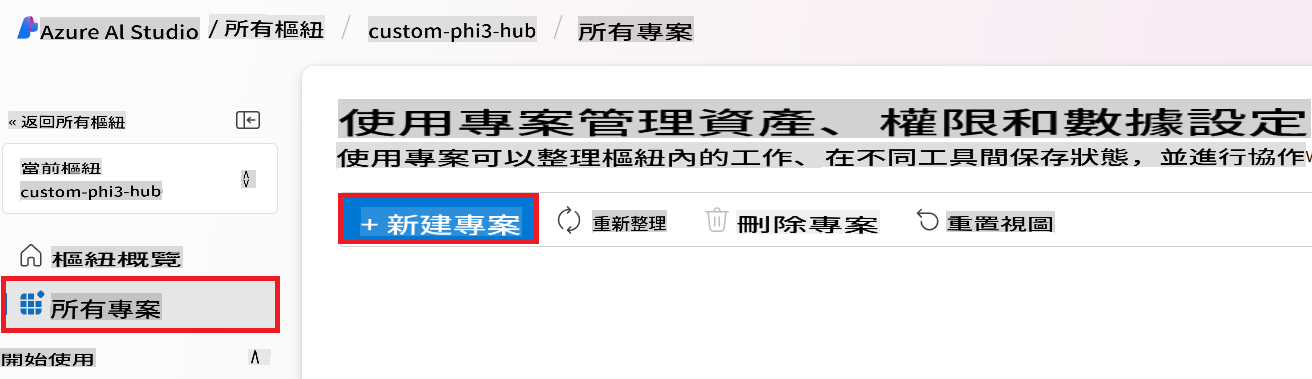 Azure AI Studio / 所有樞紐 / custom-phi3-hub / 所有專案
« 返回所有樞紐
當前樞紐
custom-phi3-hub
樞紐概覽
所有專案
開始使用
使用專案管理資產、權限和數據設定
使用專案可以整理樞紐內的工作、在不同工具間保存狀態，並進行協作
+ 新建專案 重新整理 刪除專案 重置視圖